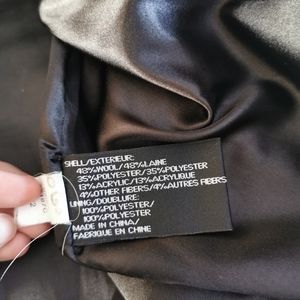 SHELL/EXTERIEUR:
48%WOOL/48%LAINE
35%POLYESTER/35%POLYESTER
13%ACRYLIC/13%ACRYLIQUE
4%OTHER FIBERS/4%AUTRES FIBERS
LINING/DOUBLURE:
100%POLYESTER/
100%POLYESTER
MADE IN CHINA/
FABRIQUE EN CHINE